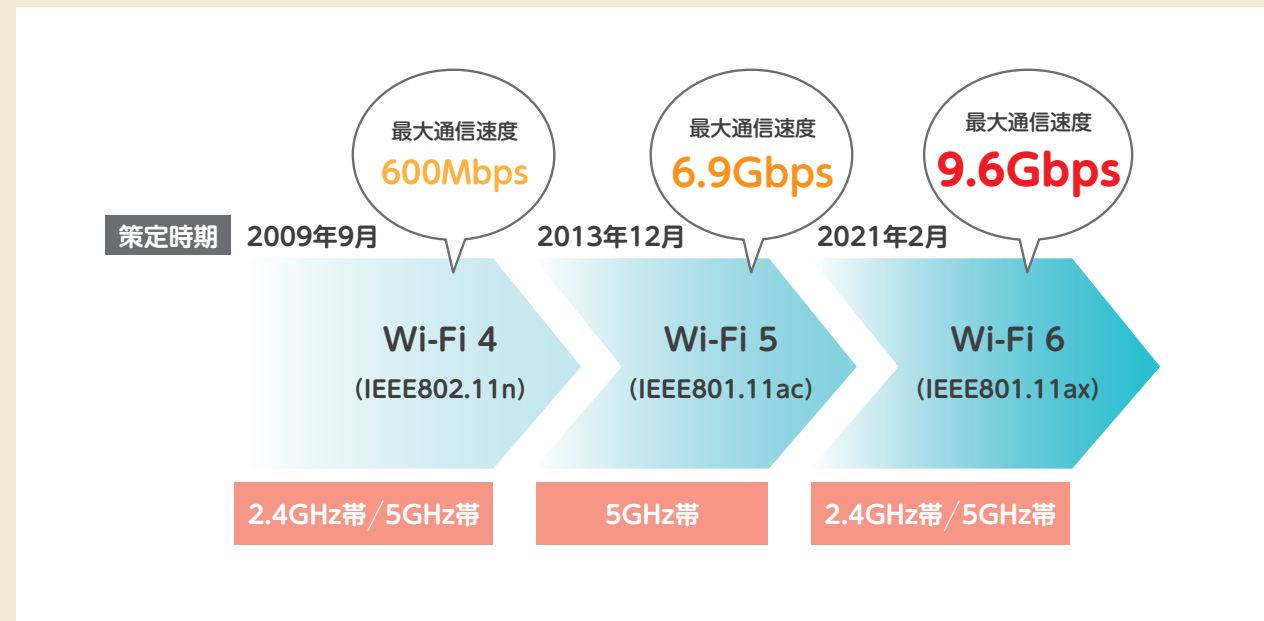 最大通信速度
600Mbps
最大通信速度
6.9Gbps
最大通信速度
9.6Gbps
策定時期
2009年9月
2013年12月
2021年2月
Wi-Fi 4
(IEEE802.11n)
Wi-Fi 5
(IEEE801.11ac)
Wi-Fi 6
(IEEE801.11ax)
2.4GHz帯/5GHz帯
5GHz帯
2.4GHz帯/5GHz帯